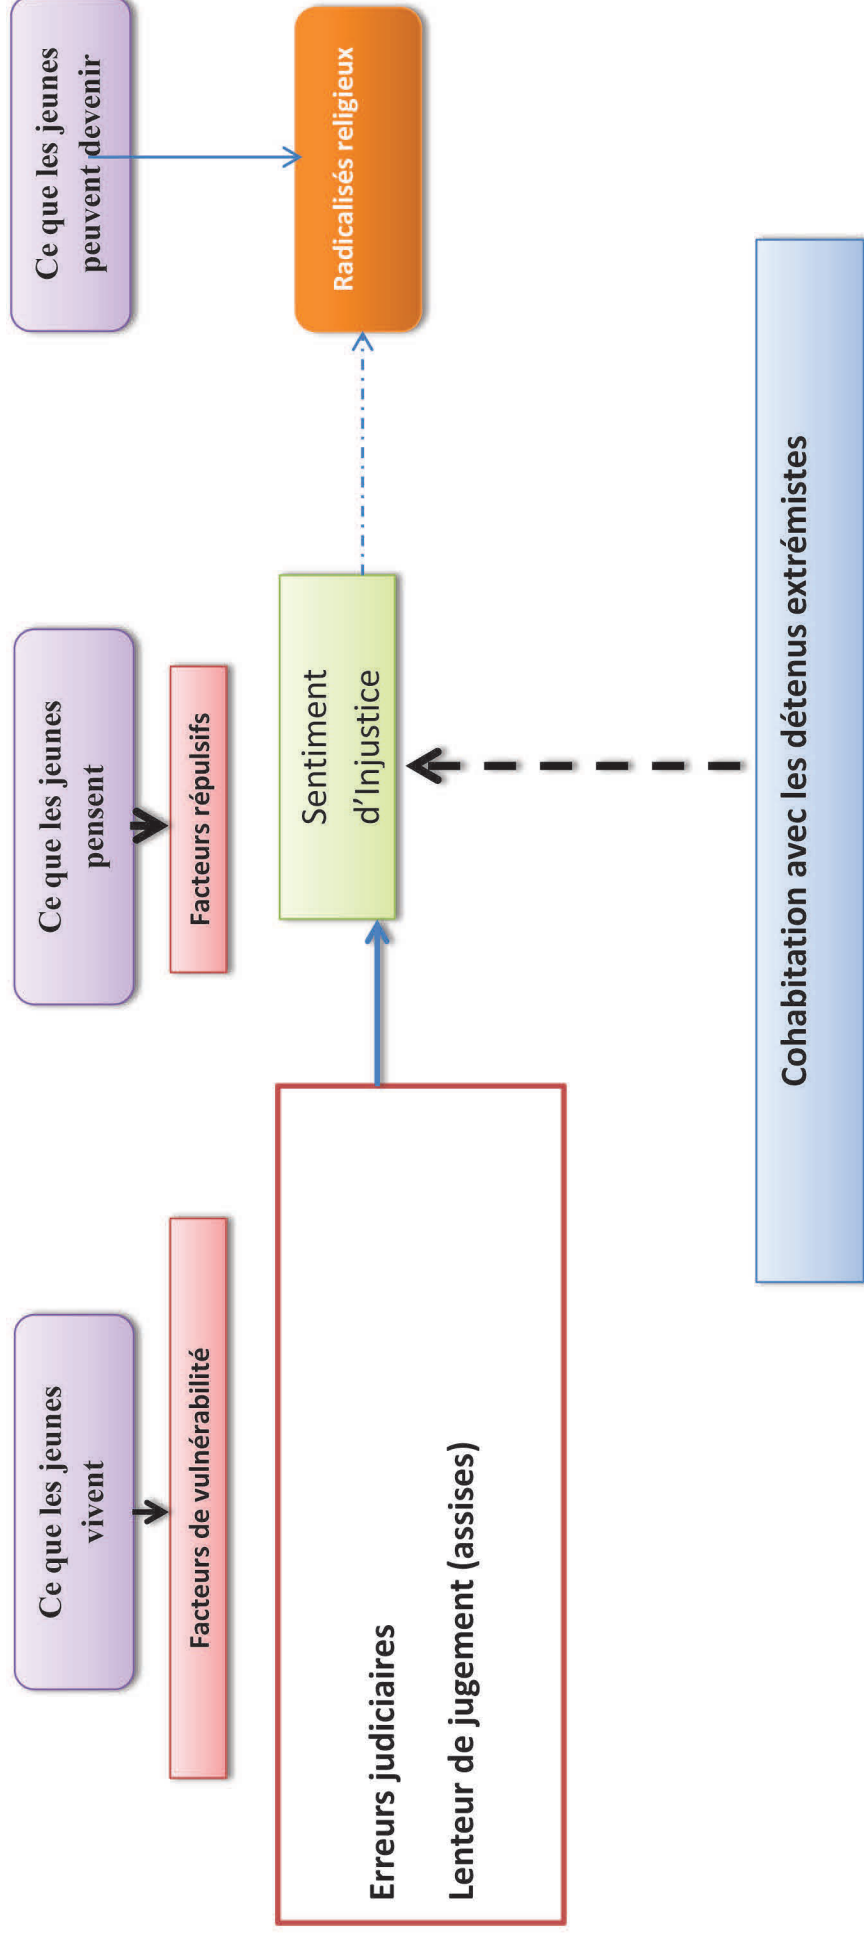 Ce que les jeunes
vivent
Ce que les jeunes
pensent
Ce que les jeunes
peuvent devenir
Facteurs de vulnérabilité
Facteurs répulsifs
Erreurs judiciaires
Lenteur de jugement (assises)
Sentiment
d’Injustice
Radicalisés religieux
Cohabitation avec les détenus extrémistes